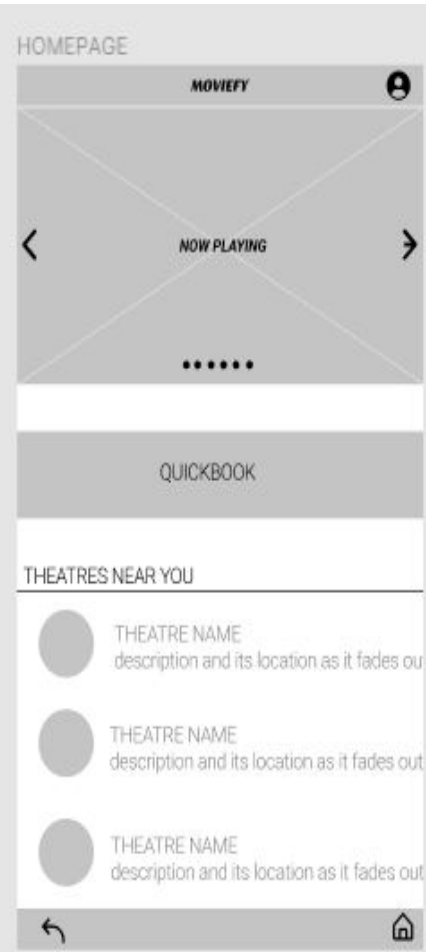 HOMEPAGE
MOVIEFY
NOW PLAYING
QUICKBOOK
THEATRES NEAR YOU
THEATRE NAME
description and its location as it fades ou
THEATRE NAME
description and its location as it fades out
THEATRE NAME
description and its location as it fades out